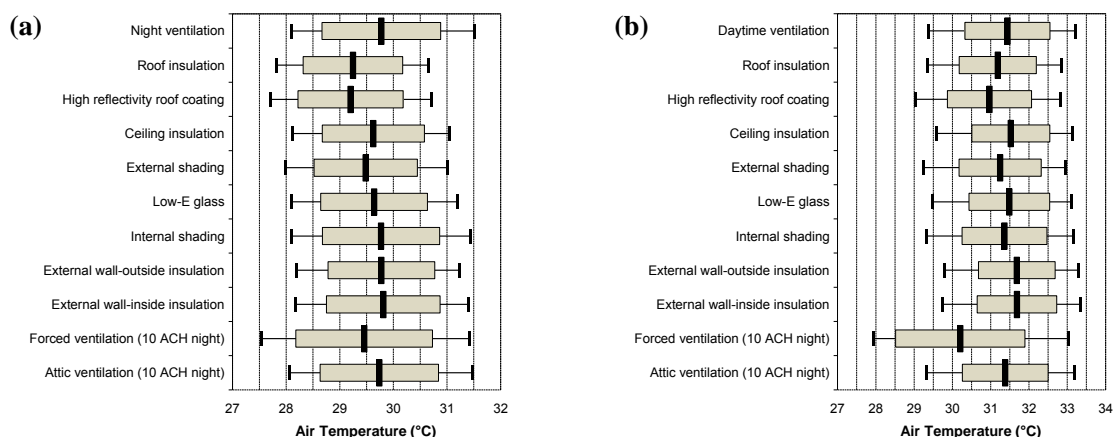 (a)
Night ventilation
Roof insulation
High reflectivity roof coating
Ceiling insulation
External shading
Low-E glass
Internal shading
External wall-outside insulation
External wall-inside insulation
Forced ventilation (10 ACH night)
Attic ventilation (10 ACH night)
27 28 29 30 31 32
Air Temperature (°C)
(b)
Daytime ventilation
Roof insulation
High reflectivity roof coating
Ceiling insulation
External shading
Low-E glass
Internal shading
External wall-outside insulation
External wall-inside insulation
Forced ventilation (10 ACH night)
Attic ventilation (10 ACH night)
27 28 29 30 31 32 33 34
Air Temperature (°C)